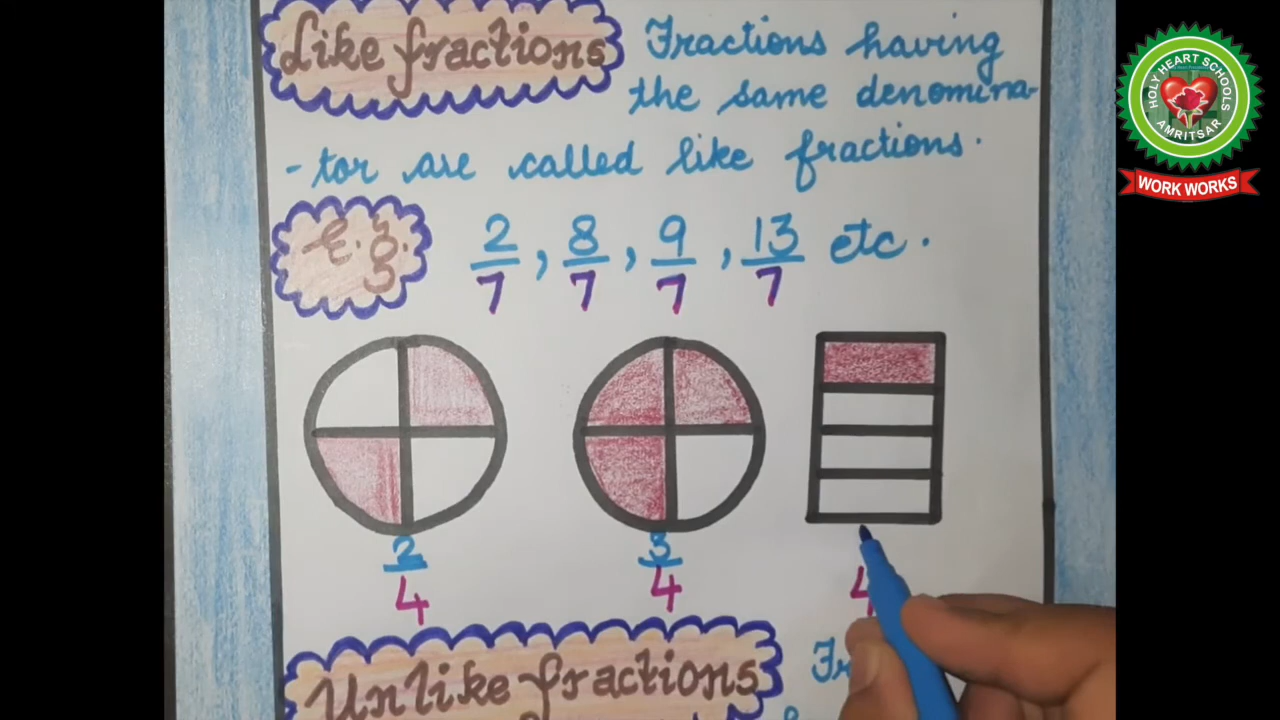 Like fractions
Fractions having
the same denomina-
-tor are called like fractions.
E.g.
2/7, 8/7, 9/7, 13/7 etc.
2/4
3/4
4
Unlike fractions
HOLY HEART SCHOOLS
AMRITSAR
WORK WORKS